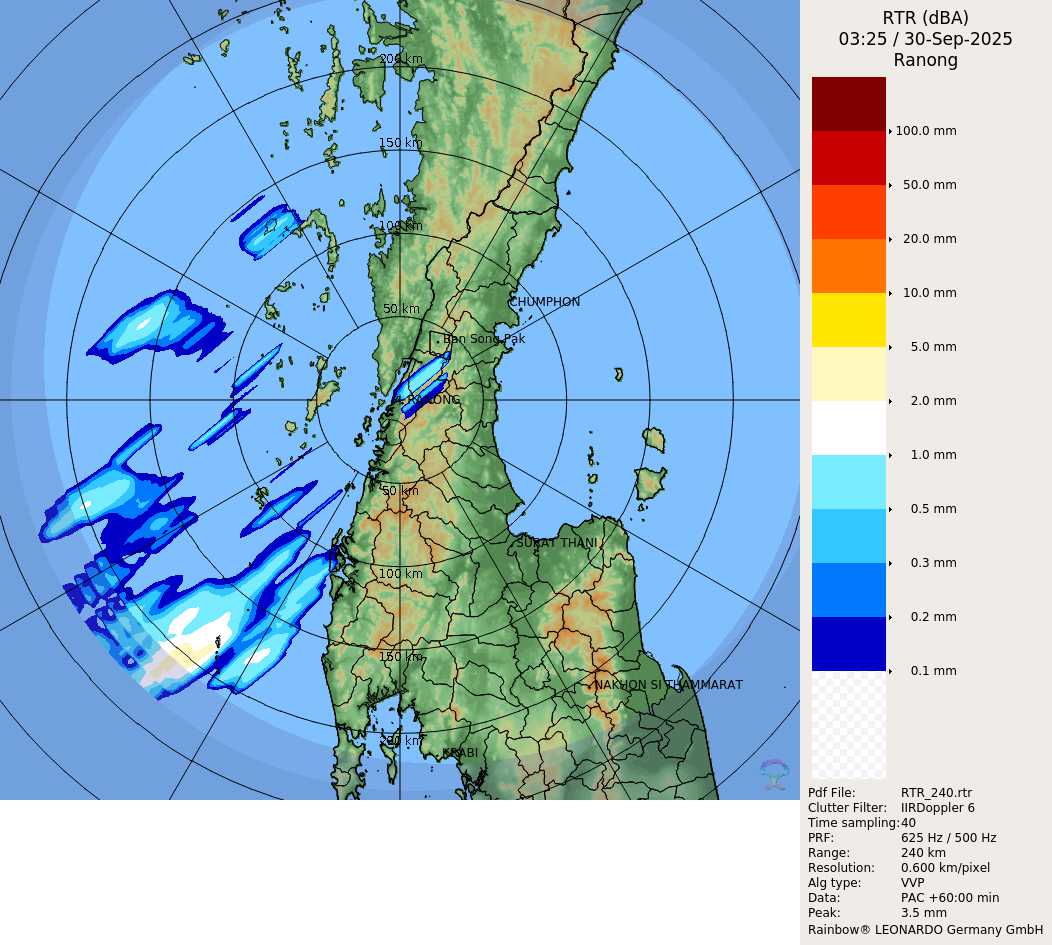 200 km
150 km
100 km
CHUMPHON
50 km
Ban Song Pak
RANONG
50 km
SURAT THANI
100 km
150 km
NAKHON SI THAMMARAT
200 km
KRABI
RTR (dBA)
03:25 / 30-Sep-2025
Ranong
100.0 mm
50.0 mm
20.0 mm
10.0 mm
5.0 mm
2.0 mm
1.0 mm
0.5 mm
0.3 mm
0.2 mm
0.1 mm
Pdf File: RTR_240.rtr
Clutter Filter: IIRDoppler 6
Time sampling: 40
PRF: 625 Hz / 500 Hz
Range: 240 km
Resolution: 0.600 km/pixel
Alg type: VVP
Data: PAC +60:00 min
Peak: 3.5 mm
Rainbow® LEONARDO Germany GmbH